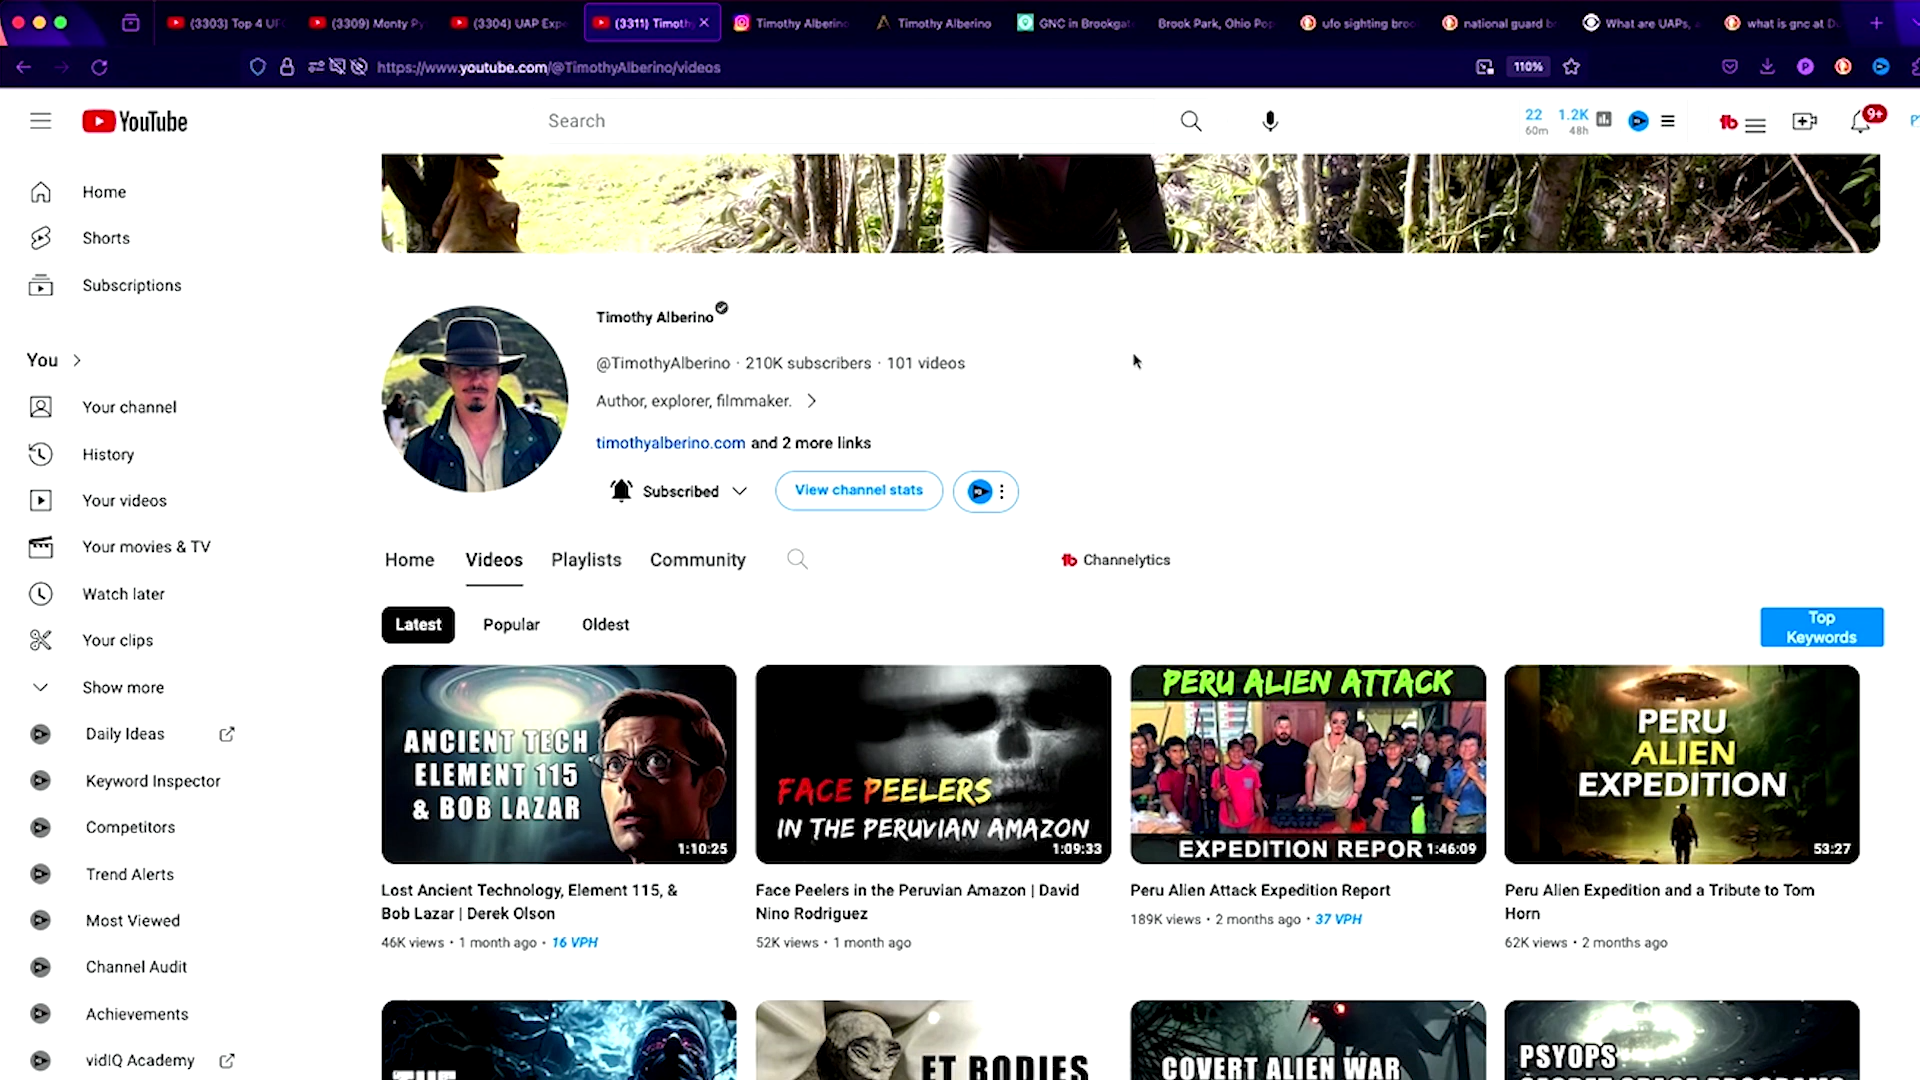 (3303) Top 4 UF
(3309) Monty Py
(3304) UAP Expe
(3311) Timoth
Timothy Alberino
Timothy Alberino
GNC in Brookgat
Brook Park, Ohio Pop
ufo sighting broo
national guard b
What are UAPs, a
what is gnc at D
https://www.youtube.com/@TimothyAlberino/videos
110%
YouTube
Search
22
60m
1.2K
48h
9+
Home
Shorts
Subscriptions
You
Your channel
History
Your videos
Your movies & TV
Watch later
Your clips
Show more
Daily Ideas
Keyword Inspector
Competitors
Trend Alerts
Most Viewed
Channel Audit
Achievements
vidIQ Academy
Timothy Alberino
@TimothyAlberino · 210K subscribers · 101 videos
Author, explorer, filmmaker.
timothyalberino.com and 2 more links
Subscribed
View channel stats
Home
Videos
Playlists
Community
tb Channelytics
Latest
Popular
Oldest
Top
Keywords
ANCIENT TECH
ELEMENT 115
& BOB LAZAR
1:10:25
Lost Ancient Technology, Element 115, &
Bob Lazar | Derek Olson
46K views • 1 month ago • 16 VPH
FACE PEELERS
IN THE PERUVIAN AMAZON
1:09:33
Face Peelers in the Peruvian Amazon | David
Nino Rodriguez
52K views • 1 month ago
PERU ALIEN ATTACK
EXPEDITION REPOR
1:46:09
Peru Alien Attack Expedition Report
189K views • 2 months ago • 37 VPH
PERU
ALIEN
EXPEDITION
53:27
Peru Alien Expedition and a Tribute to Tom
Horn
62K views • 2 months ago
THE
ET BODIES
COVERT ALIEN WAR
PSYOPS